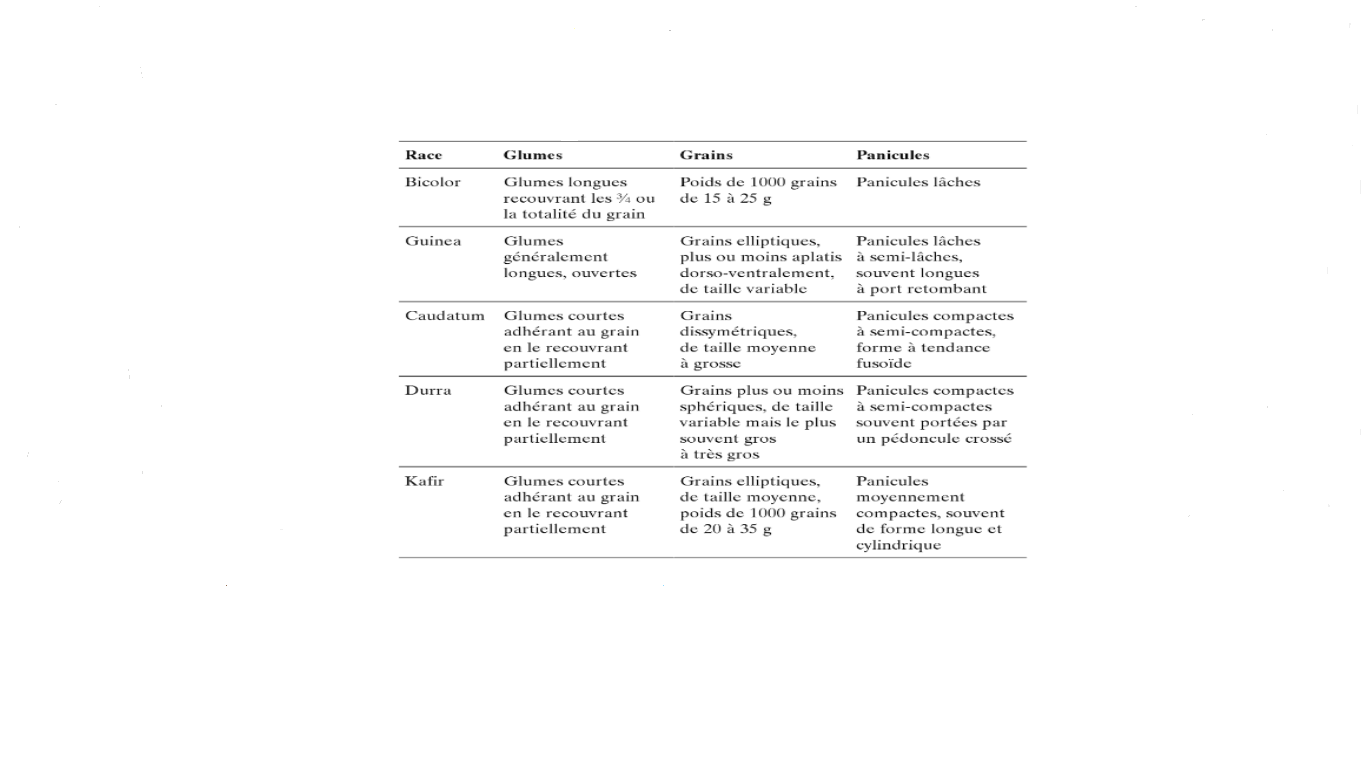 Race Glumes Grains Panicules
Bicolor Glumes longues Poids de 1000 grains Panicules lâches
recouvrant les ¾ ou de 15 à 25 g
la totalité du grain
Guinea Glumes Grains elliptiques, Panicules lâches
généralement plus ou moins aplatis à semi-lâches,
longues, ouvertes dorso-ventralement, souvent longues
de taille variable à port retombant
Caudatum Glumes courtes Grains Panicules compactes
adhérant au grain dissymétriques, à semi-compactes,
en le recouvrant de taille moyenne forme à tendance
partiellement à grosse fusoïde
Durra Glumes courtes Grains plus ou moins Panicules compactes
adhérant au grain sphériques, de taille à semi-compactes
en le recouvrant variable mais le plus souvent portées par
partiellement souvent gros un pédoncule crossé
à très gros
Kafir Glumes courtes Grains elliptiques, Panicules
adhérant au grain de taille moyenne, moyennement
en le recouvrant poids de 1000 grains compactes, souvent
partiellement de 20 à 35 g de forme longue et
cylindrique